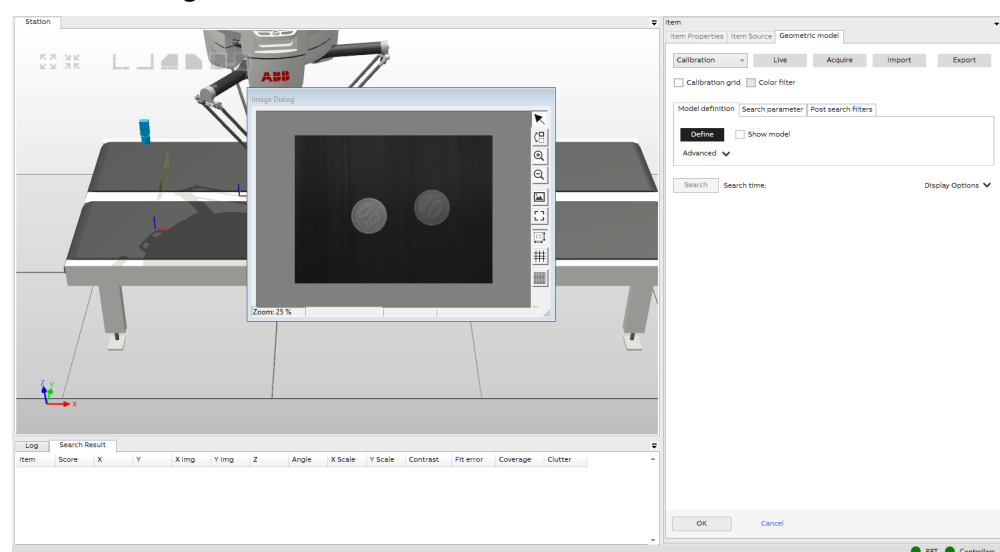 Station
ABB
Image Dialog
Zoom: 25 %
Z
Y
X
Log
Search Result
Item Score X Y X Img Y Img Z Angle X Scale Y Scale Contrast Fit error Coverage Clutter
Item
Item Properties Item Source Geometric model
Calibration Live Acquire Import Export
Calibration grid Color filter
Model definition Search parameter Post search filters
Define Show model
Advanced
Search Search time: Display Options
OK Cancel
RRT Controllers